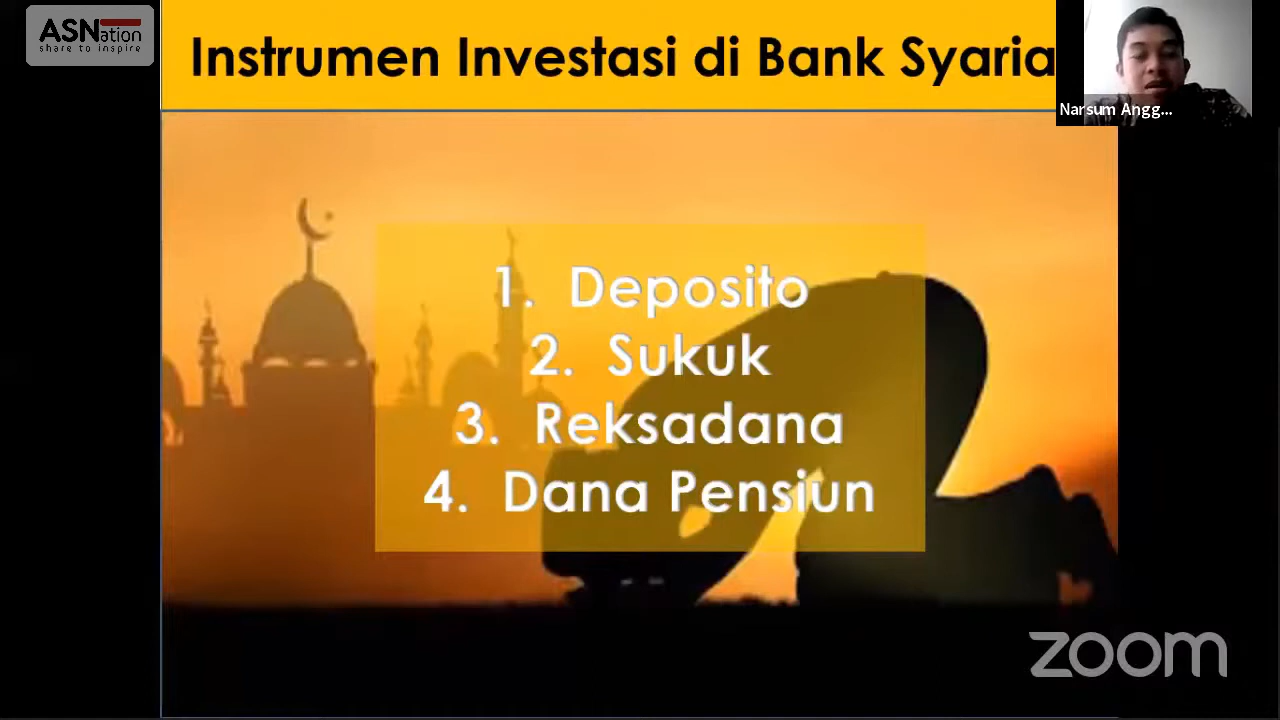 ASNation
share to inspire
Instrumen Investasi di Bank Syaria
Narsum Angg...
1. Deposito
2. Sukuk
3. Reksadana
4. Dana Pensiun
zoom